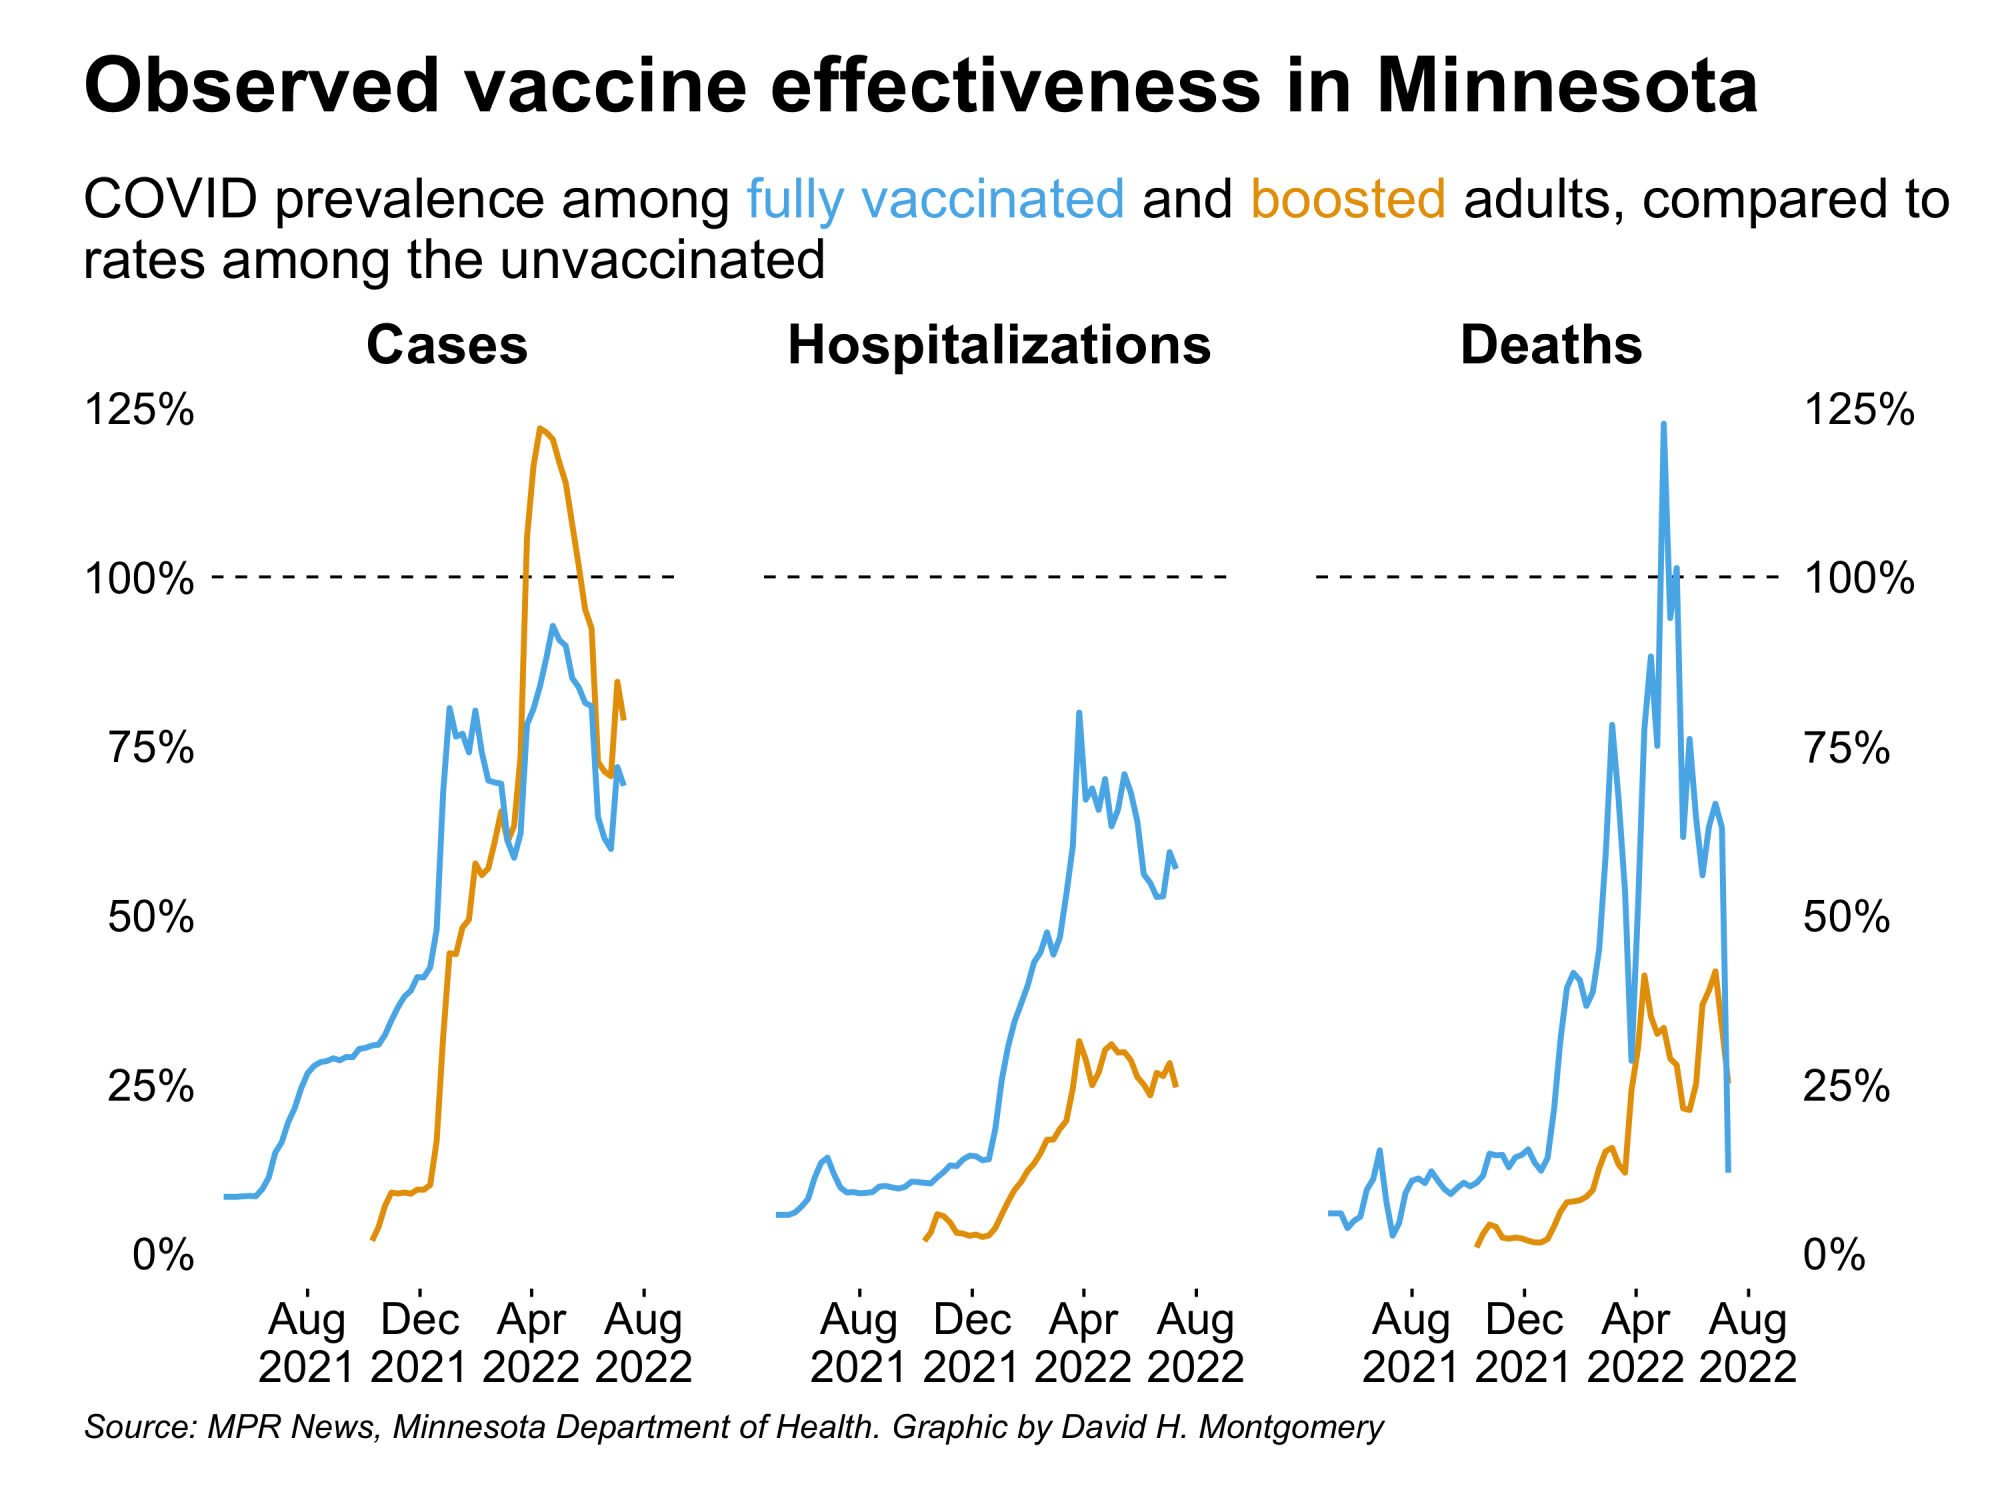 Observed vaccine effectiveness in Minnesota
COVID prevalence among fully vaccinated and boosted adults, compared to
rates among the unvaccinated
Cases
Hospitalizations
Deaths
125%
100%
75%
50%
25%
0%
125%
100%
75%
50%
25%
0%
Aug Dec Apr Aug
2021 2021 2022 2022
Aug Dec Apr Aug
2021 2021 2022 2022
Aug Dec Apr Aug
2021 2021 2022 2022
Source: MPR News, Minnesota Department of Health. Graphic by David H. Montgomery